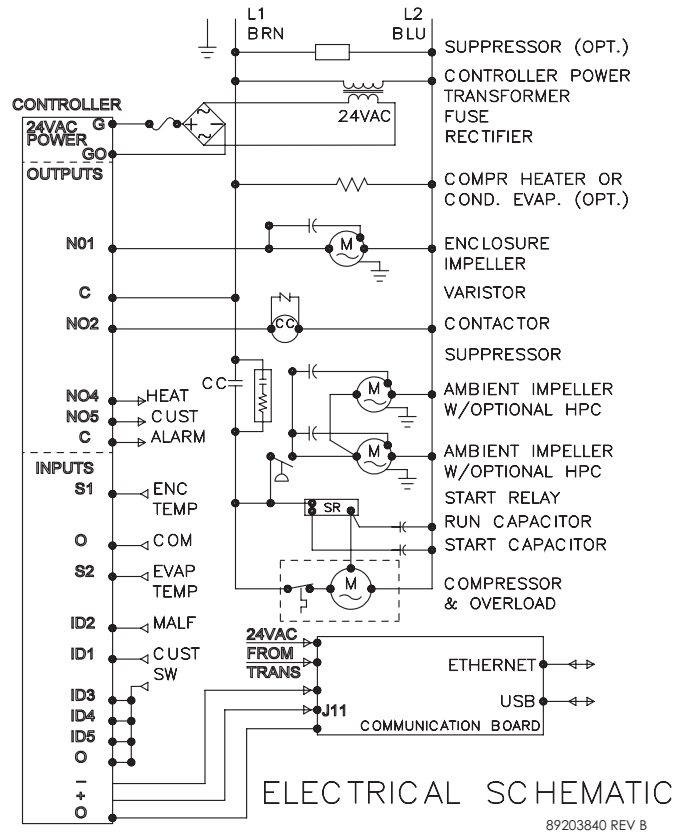 L1
BRN
L2
BLU
SUPPRESSOR (OPT.)
CONTROLLER POWER
TRANSFORMER
FUSE
RECTIFIER
24VAC
CONTROLLER
24VAC
POWER
G
GO
OUTPUTS
COMPR HEATER OR
COND. EVAP. (OPT.)
N01
M
ENCLOSURE
IMPELLER
C
VARISTOR
NO2
CC
CONTACTOR
SUPPRESSOR
CC
NO4
HEAT
M
AMBIENT IMPELLER
W/OPTIONAL HPC
NO5
CUST
C
ALARM
M
AMBIENT IMPELLER
W/OPTIONAL HPC
INPUTS
S1
ENC
TEMP
START RELAY
SR
RUN CAPACITOR
O
COM
START CAPACITOR
S2
EVAP
TEMP
M
COMPRESSOR
& OVERLOAD
ID2
MALF
ID1
CUST
SW
24VAC
FROM
TRANS
ETHERNET
ID3
USB
ID4
J11
COMMUNICATION BOARD
ID5
O
–
+
O
ELECTRICAL SCHEMATIC
89203840 REV B